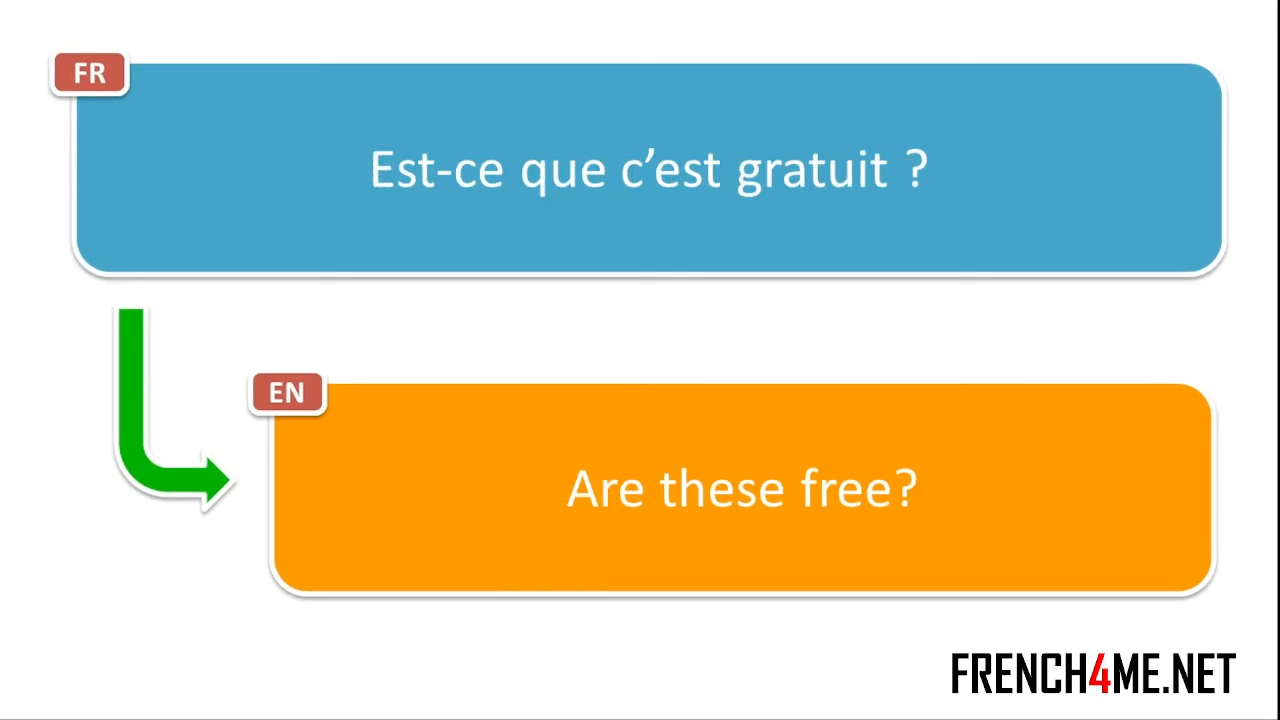 FR
Est-ce que c’est gratuit ?
EN
Are these free?
FRENCH4ME.NET